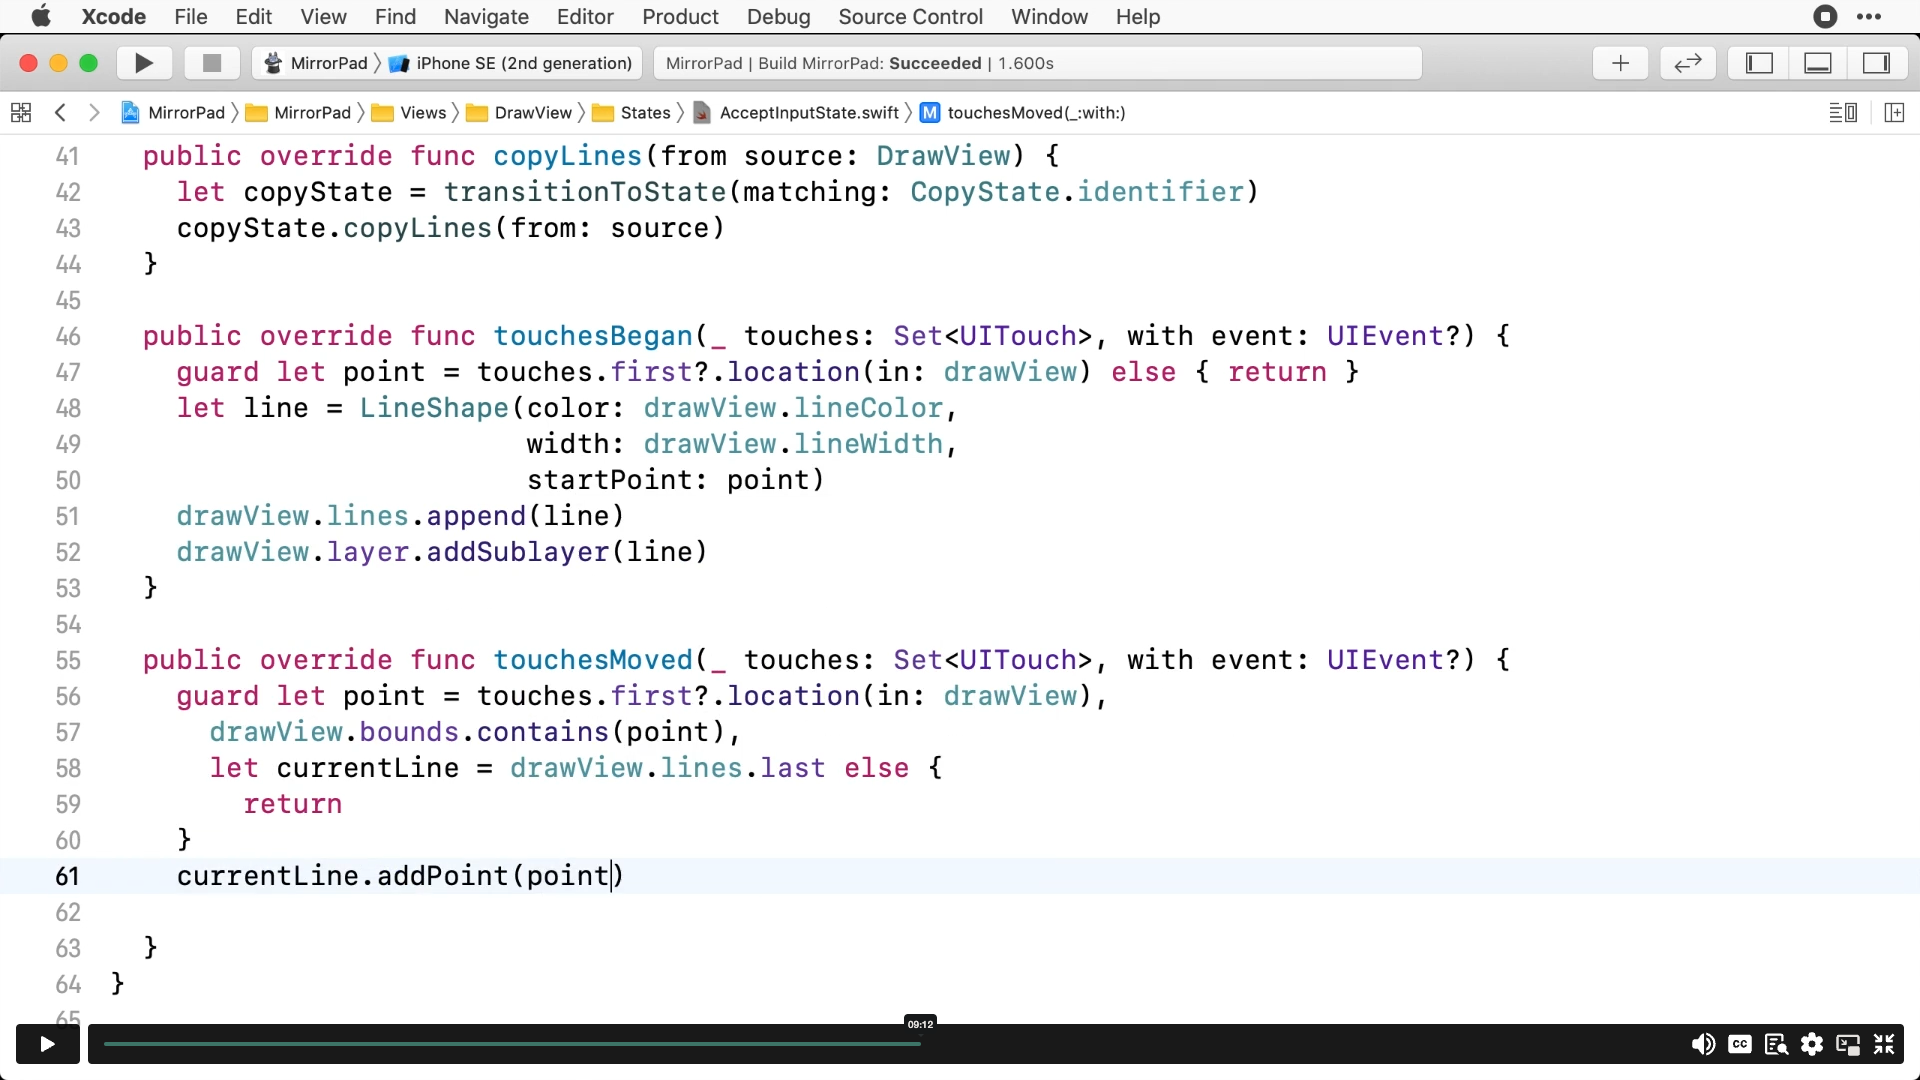 Xcode File Edit View Find Navigate Editor Product Debug Source Control Window Help
MirrorPad 〉 iPhone SE (2nd generation) MirrorPad | Build MirrorPad: Succeeded | 1.600s
MirrorPad 〉 MirrorPad 〉 Views 〉 DrawView 〉 States 〉 AcceptInputState.swift 〉 M touchesMoved(_:with:)
41 public override func copyLines(from source: DrawView) {
42 let copyState = transitionToState(matching: CopyState.identifier)
43 copyState.copyLines(from: source)
44 }
45
46 public override func touchesBegan(_ touches: Set<UITouch>, with event: UIEvent?) {
47 guard let point = touches.first?.location(in: drawView) else { return }
48 let line = LineShape(color: drawView.lineColor,
49 width: drawView.lineWidth,
50 startPoint: point)
51 drawView.lines.append(line)
52 drawView.layer.addSublayer(line)
53 }
54
55 public override func touchesMoved(_ touches: Set<UITouch>, with event: UIEvent?) {
56 guard let point = touches.first?.location(in: drawView),
57 drawView.bounds.contains(point),
58 let currentLine = drawView.lines.last else {
59 return
60 }
61 currentLine.addPoint(point)
62
63 }
64 }
65
09:12
CC